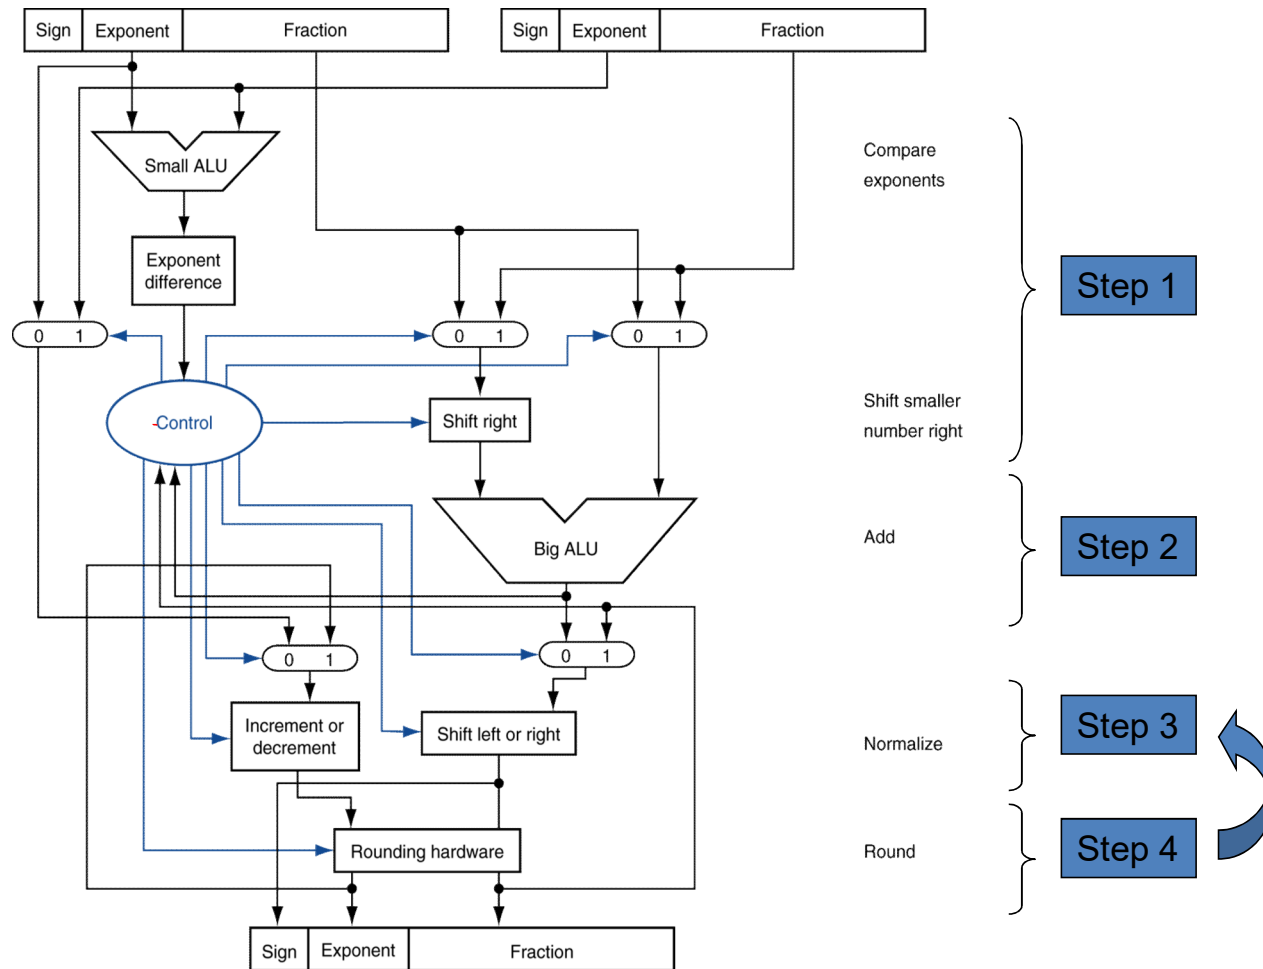 Sign Exponent Fraction Sign Exponent Fraction
Small ALU
Compare
exponents
Exponent
difference
Step 1
0 1 0 1 0 1
Shift smaller
number right
-Control
Shift right
Big ALU
Add
Step 2
0 1 0 1
Increment or
decrement
Shift left or right
Normalize
Step 3
Rounding hardware
Round
Step 4
Sign Exponent Fraction